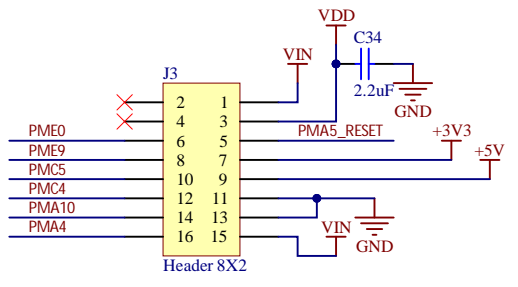 VDD
C34
VIN
J3
2.2uF
GND
2 1
4 3
PME0 6 5 PMA5_RESET +3V3
PME9 8 7
+5V
PMC5 10 9
PMC4 12 11
PMA10 14 13
VIN
PMA4 16 15
GND
Header 8X2